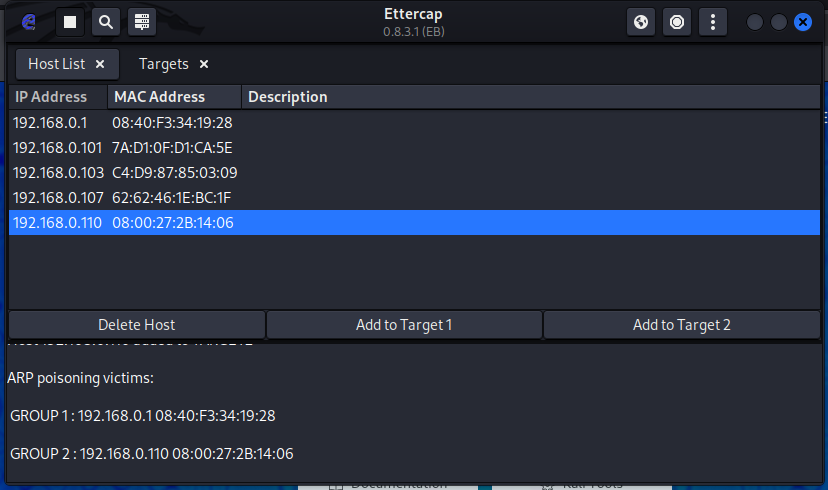 Ettercap
0.8.3.1 (EB)
Host List ×
Targets ×
IP Address MAC Address Description
192.168.0.1 08:40:F3:34:19:28
192.168.0.101 7A:D1:0F:D1:CA:5E
192.168.0.103 C4:D9:87:85:03:09
192.168.0.107 62:62:46:1E:BC:1F
192.168.0.110 08:00:27:2B:14:06
Delete Host Add to Target 1 Add to Target 2
ARP poisoning victims:
GROUP 1 : 192.168.0.1 08:40:F3:34:19:28
GROUP 2 : 192.168.0.110 08:00:27:2B:14:06
Documentation Kali Tools